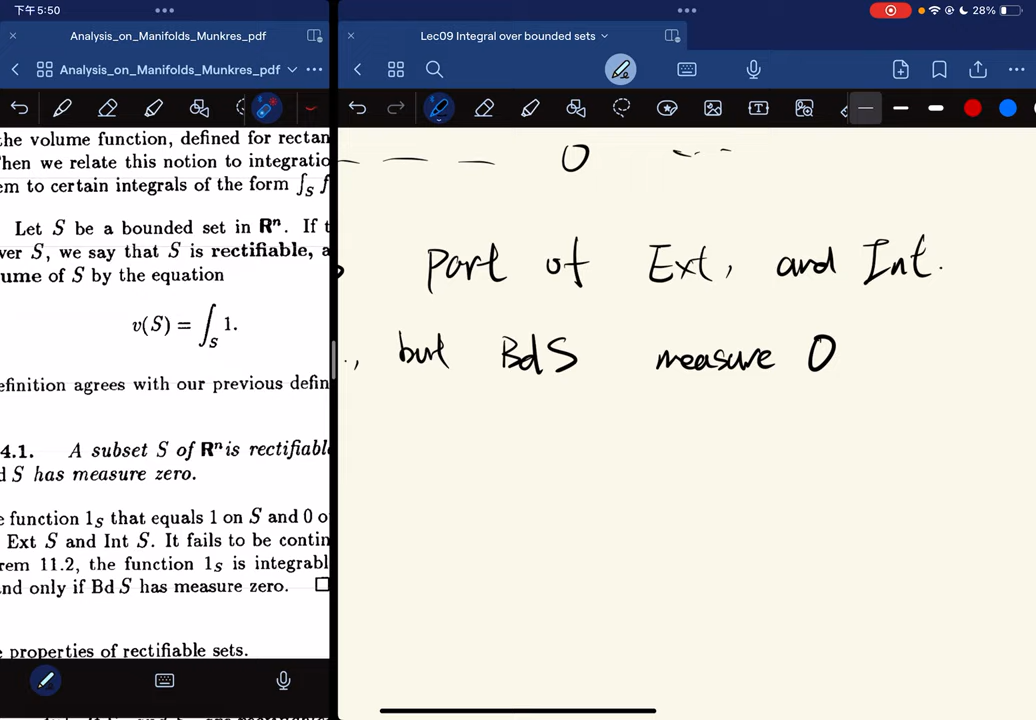 下午5:50
28%
Analysis_on_Manifolds_Munkres_pdf
Lec09 Integral over bounded sets
Analysis_on_Manifolds_Munkres_pdf
the volume function, defined for rectan
Then we relate this notion to integratio
em to certain integrals of the form ∫S f
Let S be a bounded set in Rⁿ. If t
ver S, we say that S is rectifiable, a
ume of S by the equation
v(S) = ∫S 1.
efinition agrees with our previous defin
4.1. A subset S of Rⁿ is rectifiabl
d S has measure zero.
e function 1S that equals 1 on S and 0 o
Ext S and Int S. It fails to be contin
rem 11.2, the function 1S is integrabl
and only if Bd S has measure zero. □
e properties of rectifiable sets.
— — — 0
Part of Ext, and Int.
., but Bd S measure 0